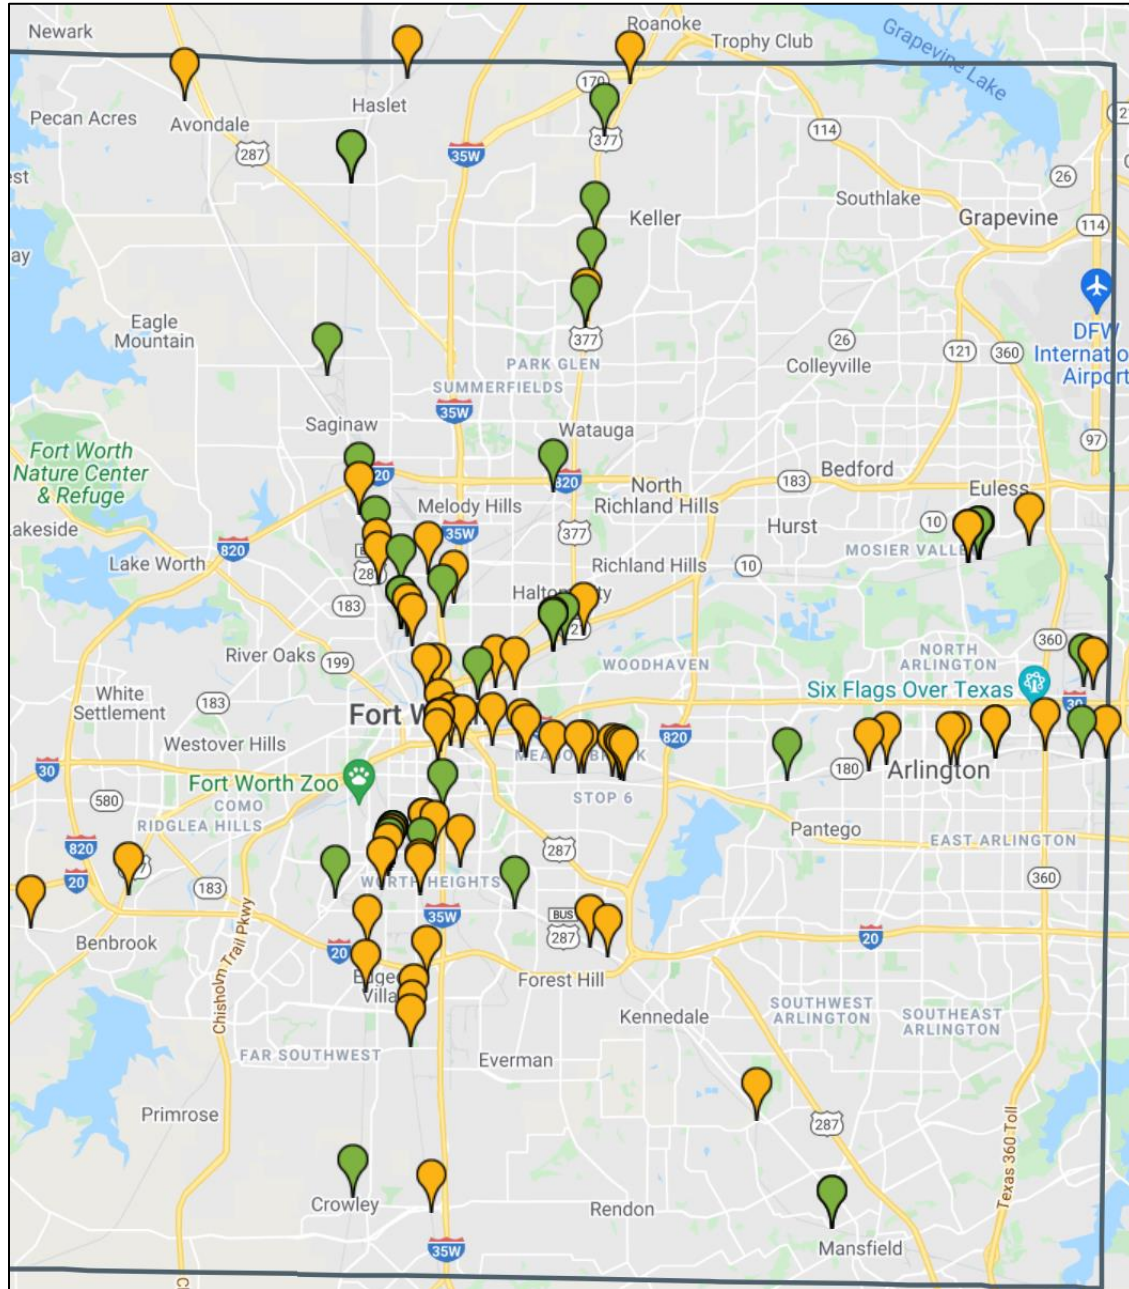 Newark
Roanoke
Trophy Club
Grapevine
Lake
Pecan Acres
Avondale
Haslet
170
377
114
287
35W
26
Southlake
Keller
Grapevine
114
Eagle
Mountain
377
DFW
Internatio
Airport
121
360
26
Colleyville
PARK GLEN
SUMMERFIELDS
35W
Saginaw
Watauga
97
Fort Worth
Nature Center
& Refuge
20
820
183
Bedford
North
Richland Hills
Euless
Melody Hills
35W
Hurst
10
akeside
820
377
MOSIER VALLE
Lake Worth
Richland Hills
10
183
River Oaks
199
WOODHAVEN
NORTH
ARLINGTON
360
Six Flags Over Texas
30
White
Settlement
183
Fort W
Westover Hills
820
30
Fort Worth Zoo
180
Arlington
580
COMO
RIDGLEA HILLS
STOP 6
Pantego
EAST ARLINGTON
820
287
20
183
WORTH HEIGHTS
360
35W
BUS
287
20
Benbrook
20
Chisholm Trail Pkwy
Forest Hill
Kennedale
SOUTHWEST
ARLINGTON
SOUTHEAST
ARLINGTON
FAR SOUTHWEST
Everman
Primrose
287
Texas 360 Toll
Crowley
Rendon
Mansfield
35W